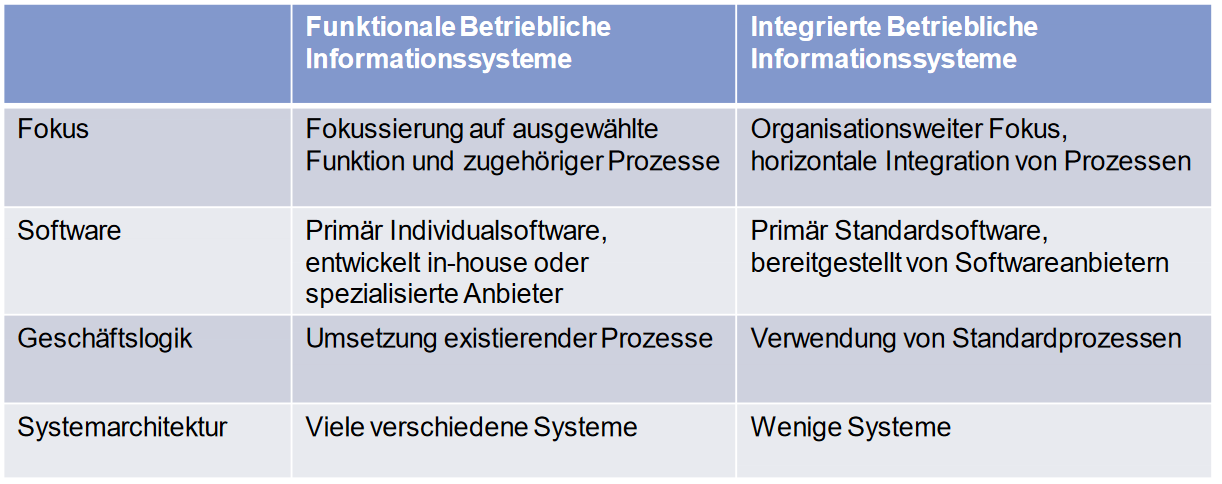 Funktionale Betriebliche
Informationssysteme
Integrierte Betriebliche
Informationssysteme
Fokus
Fokussierung auf ausgewählte
Funktion und zugehöriger Prozesse
Organisationsweiter Fokus,
horizontale Integration von Prozessen
Software
Primär Individualsoftware,
entwickelt in-house oder
spezialisierte Anbieter
Primär Standardsoftware,
bereitgestellt von Softwareanbietern
Geschäftslogik
Umsetzung existierender Prozesse
Verwendung von Standardprozessen
Systemarchitektur
Viele verschiedene Systeme
Wenige Systeme